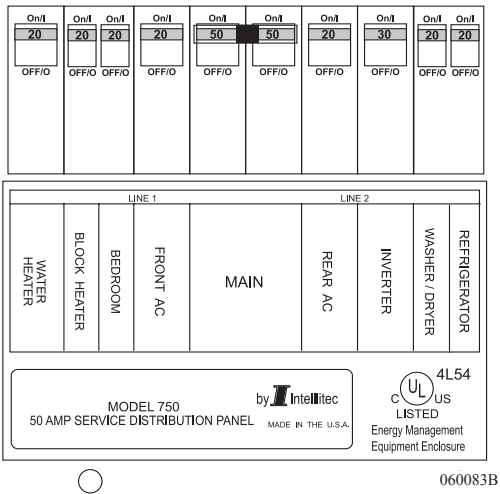 On/I On/I On/I On/I On/I On/I On/I On/I On/I On/I
20 20 20 20 50 50 20 30 20 20
OFF/O OFF/O OFF/O OFF/O OFF/O OFF/O OFF/O OFF/O OFF/O OFF/O
LINE 1 LINE 2
WATER
HEATER
BLOCK HEATER
BEDROOM
FRONT AC
MAIN
REAR AC
INVERTER
WASHER / DRYER
REFRIGERATOR
MODEL 750
50 AMP SERVICE DISTRIBUTION PANEL
by Intellitec
MADE IN THE U.S.A.
4L54
C UL US
LISTED
Energy Management
Equipment Enclosure
060083B